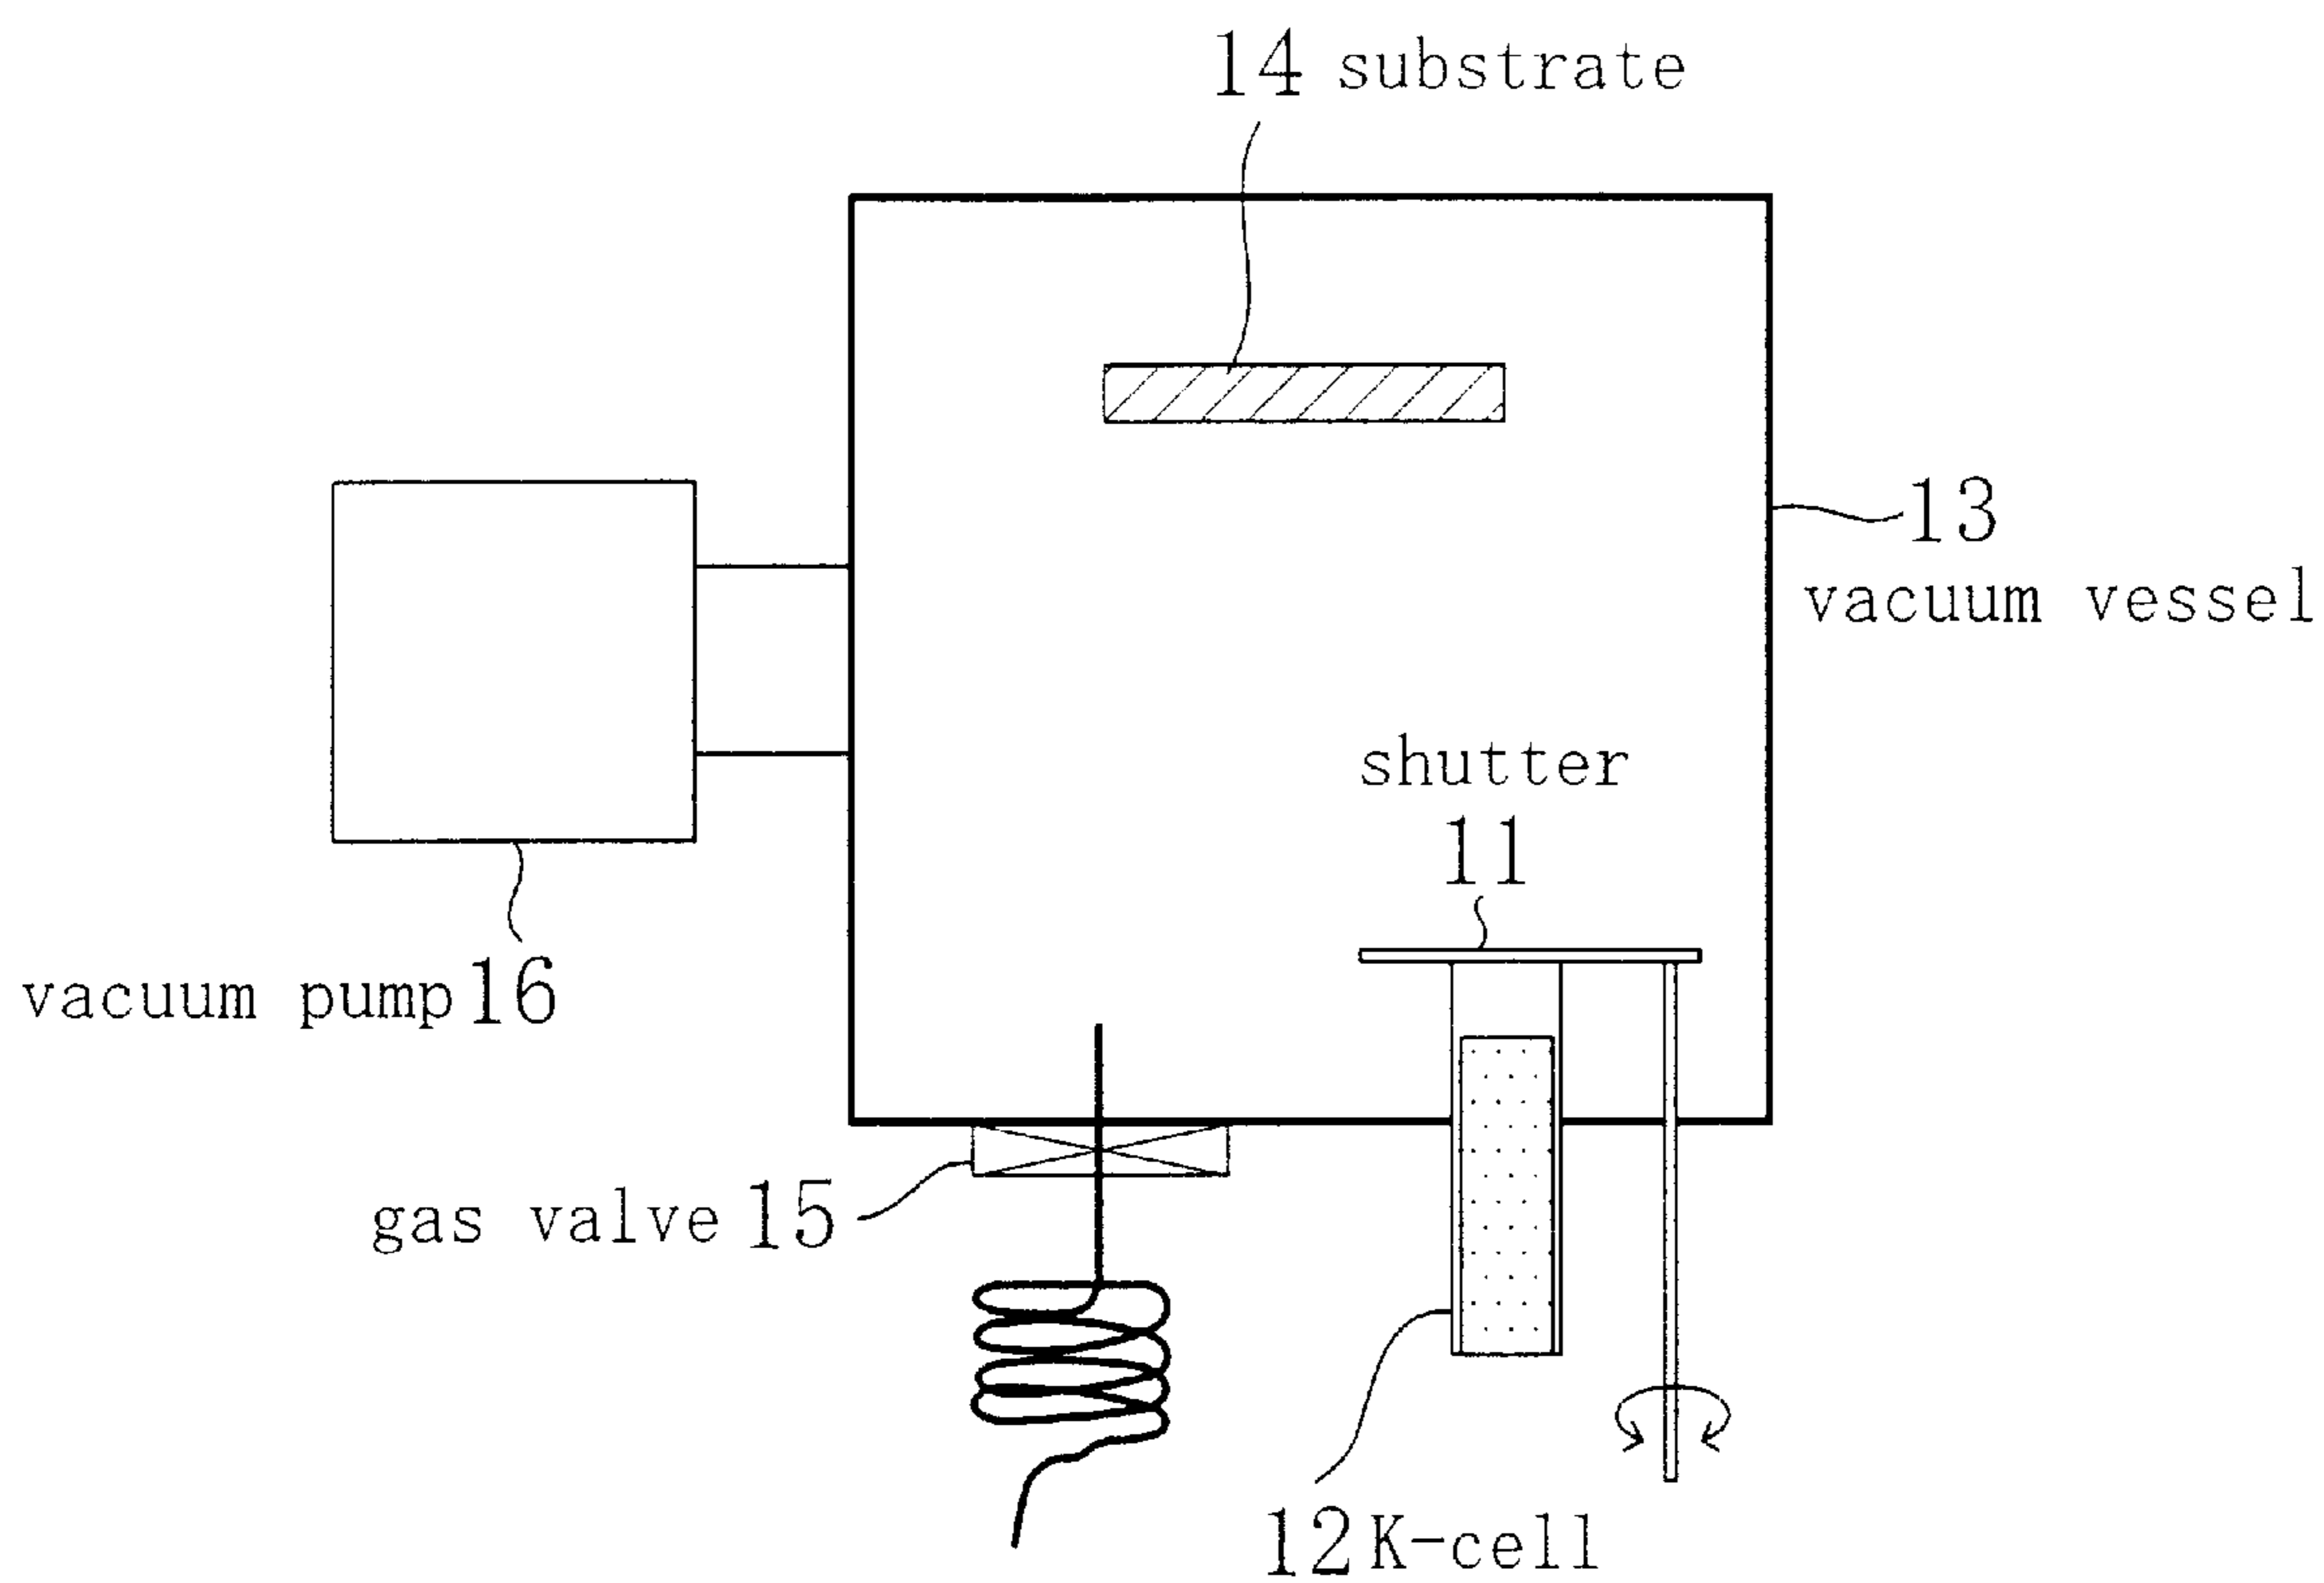 14 substrate
13
vacuum vessel
shutter
11
vacuum pump 16
gas valve 15
12 K-cell